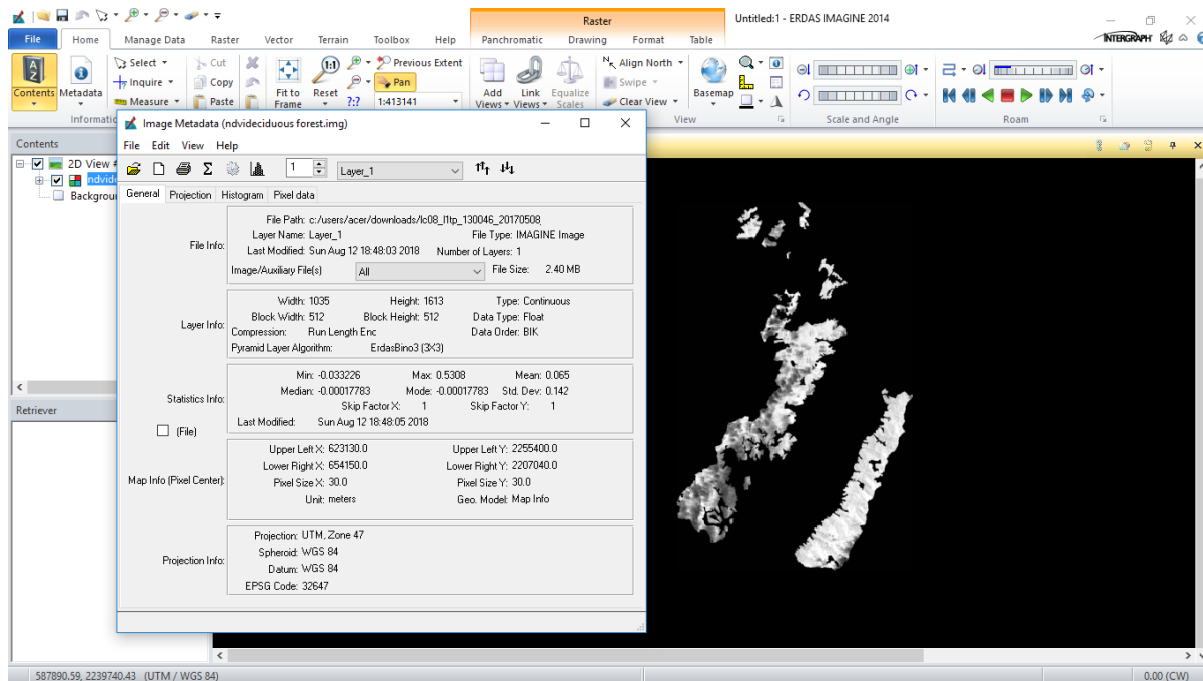 Raster
Untitled:1 - ERDAS IMAGINE 2014
File Home Manage Data Raster Vector Terrain Toolbox Help Panchromatic Drawing Format Table
INTERGRAPH
Contents
Metadata
Select
Inquire
Measure
Cut
Copy
Paste
Fit to Frame
Reset
1:1
?:?
Previous Extent
Pan
1:413141
Add Views
Link Views
Equalize Scales
Align North
Swipe
Clear View
Basemap
Informatio
View
Scale and Angle
Roam
Contents
2D View #
ndvide
Backgrou
Retriever
Image Metadata (ndvideciduous forest.img)
File Edit View Help
1 Layer_1
General Projection Histogram Pixel data
File Info:
File Path: c:/users/acer/downloads/lc08_l1tp_130046_20170508_
Layer Name: Layer_1 File Type: IMAGINE Image
Last Modified: Sun Aug 12 18:48:03 2018 Number of Layers: 1
Image/Auxiliary File(s) All File Size: 2.40 MB
Layer Info:
Width: 1035 Height: 1613 Type: Continuous
Block Width: 512 Block Height: 512 Data Type: Float
Compression: Run Length Enc Data Order: BIK
Pyramid Layer Algorithm: ErdasBino3 (3X3)
Statistics Info:
(File)
Min: -0.033226 Max: 0.5308 Mean: 0.065
Median: -0.00017783 Mode: -0.00017783 Std. Dev: 0.142
Skip Factor X: 1 Skip Factor Y: 1
Last Modified: Sun Aug 12 18:48:05 2018
Map Info (Pixel Center):
Upper Left X: 623130.0 Upper Left Y: 2255400.0
Lower Right X: 654150.0 Lower Right Y: 2207040.0
Pixel Size X: 30.0 Pixel Size Y: 30.0
Unit: meters Geo. Model: Map Info
Projection Info:
Projection: UTM, Zone 47
Spheroid: WGS 84
Datum: WGS 84
EPSG Code: 32647
587890.59, 2239740.43 (UTM / WGS 84)
0.00 (CW)